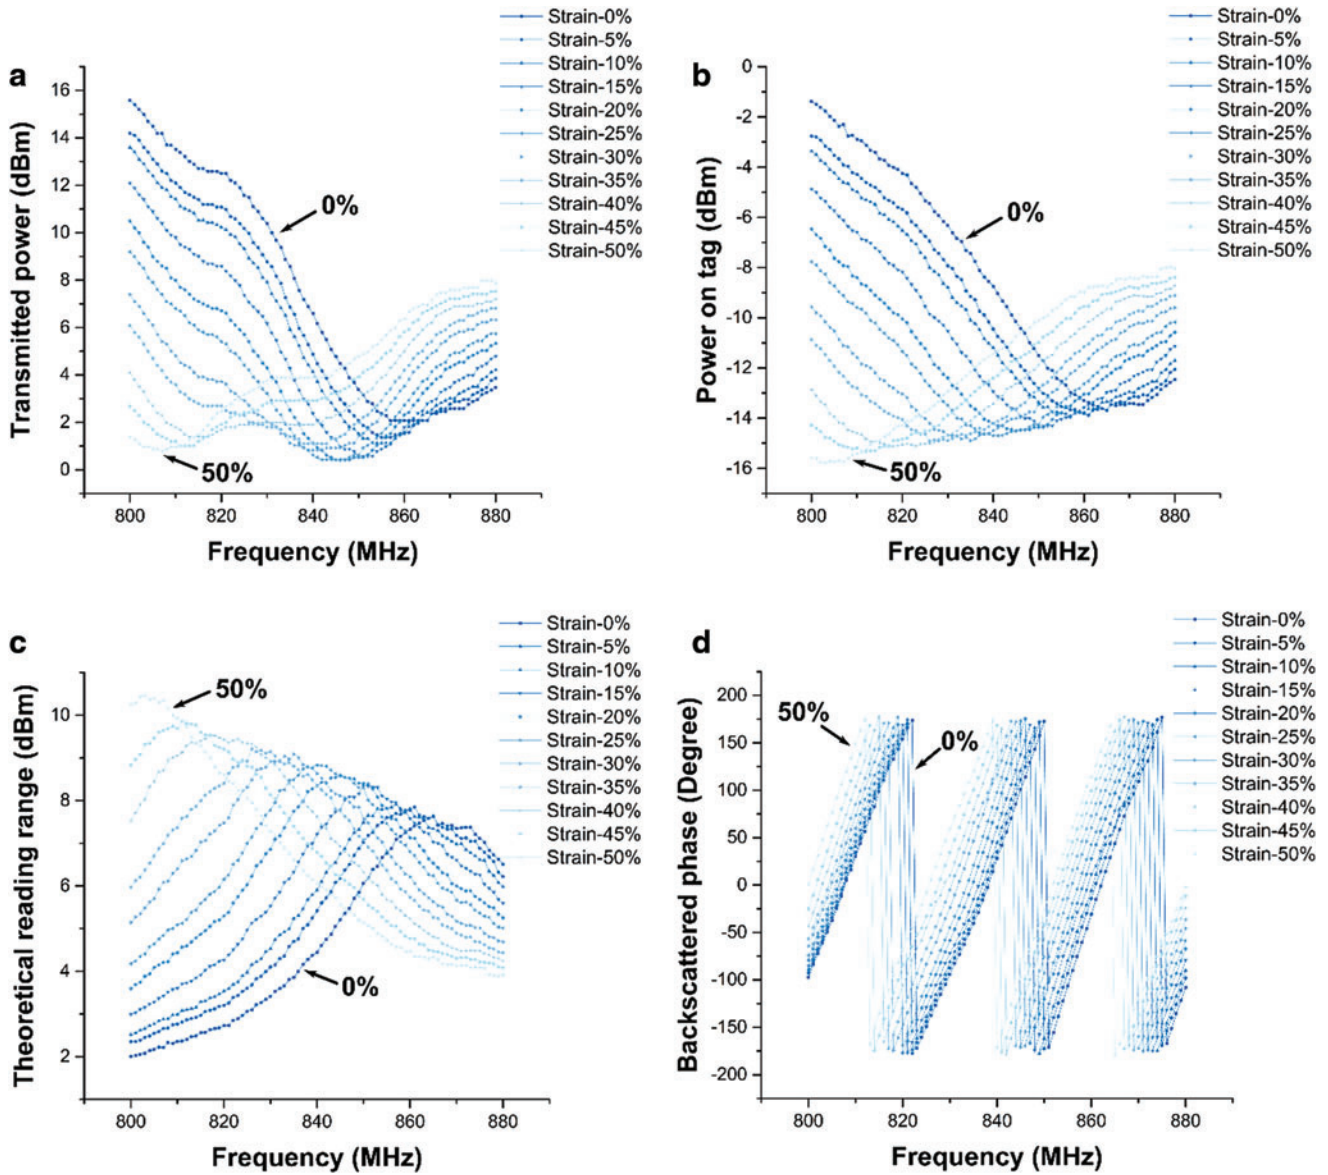 a
Strain-0%
Strain-5%
Strain-10%
Strain-15%
Strain-20%
Strain-25%
Strain-30%
Strain-35%
Strain-40%
Strain-45%
Strain-50%
Transmitted power (dBm)
16
14
12
10
8
6
4
2
0
0%
50%
800
820
840
860
880
Frequency (MHz)
b
Strain-0%
Strain-5%
Strain-10%
Strain-15%
Strain-20%
Strain-25%
Strain-30%
Strain-35%
Strain-40%
Strain-45%
Strain-50%
Power on tag (dBm)
0
-2
-4
-6
-8
-10
-12
-14
-16
0%
50%
800
820
840
860
880
Frequency (MHz)
c
Strain-0%
Strain-5%
Strain-10%
Strain-15%
Strain-20%
Strain-25%
Strain-30%
Strain-35%
Strain-40%
Strain-45%
Strain-50%
Theoretical reading range (dBm)
10
8
6
4
2
50%
0%
800
820
840
860
880
Frequency (MHz)
d
Strain-0%
Strain-5%
Strain-10%
Strain-15%
Strain-20%
Strain-25%
Strain-30%
Strain-35%
Strain-40%
Strain-45%
Strain-50%
Backscattered phase (Degree)
200
150
100
50
0
-50
-100
-150
-200
50%
0%
800
820
840
860
880
Frequency (MHz)